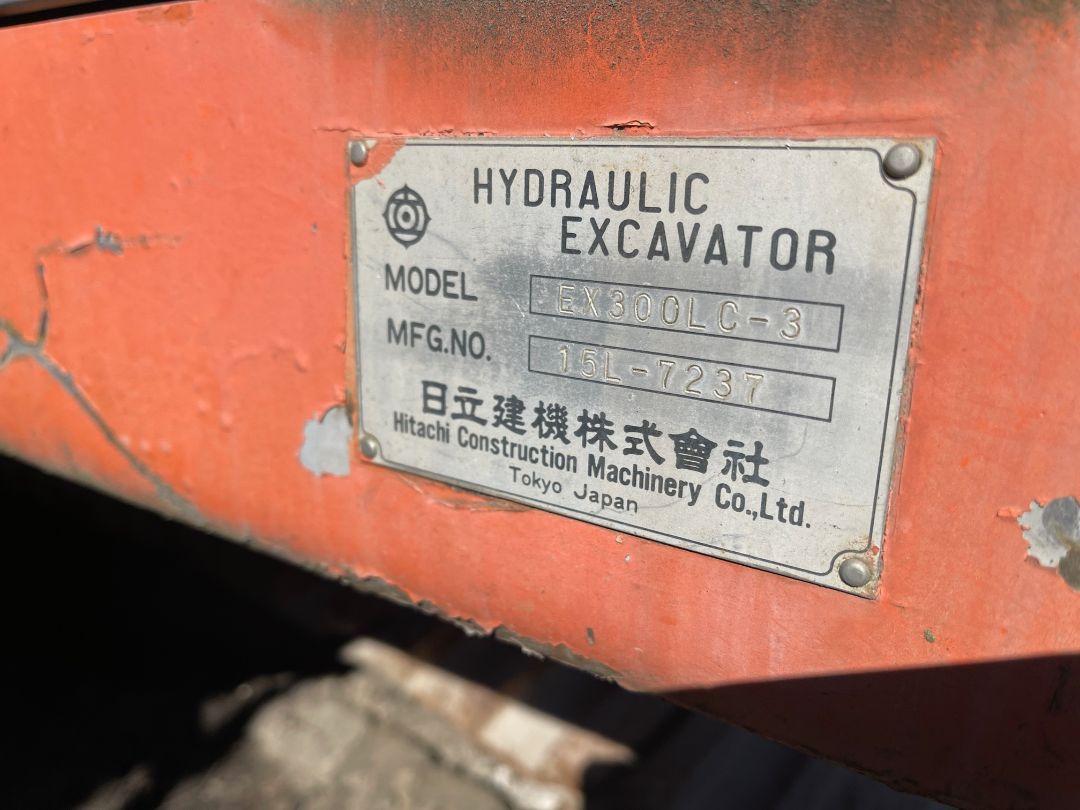 HYDRAULIC
EXCAVATOR
MODEL EX300LC-3
MFG.NO. 15L-7237
日立建機株式會社
Hitachi Construction Machinery Co.,Ltd.
Tokyo Japan